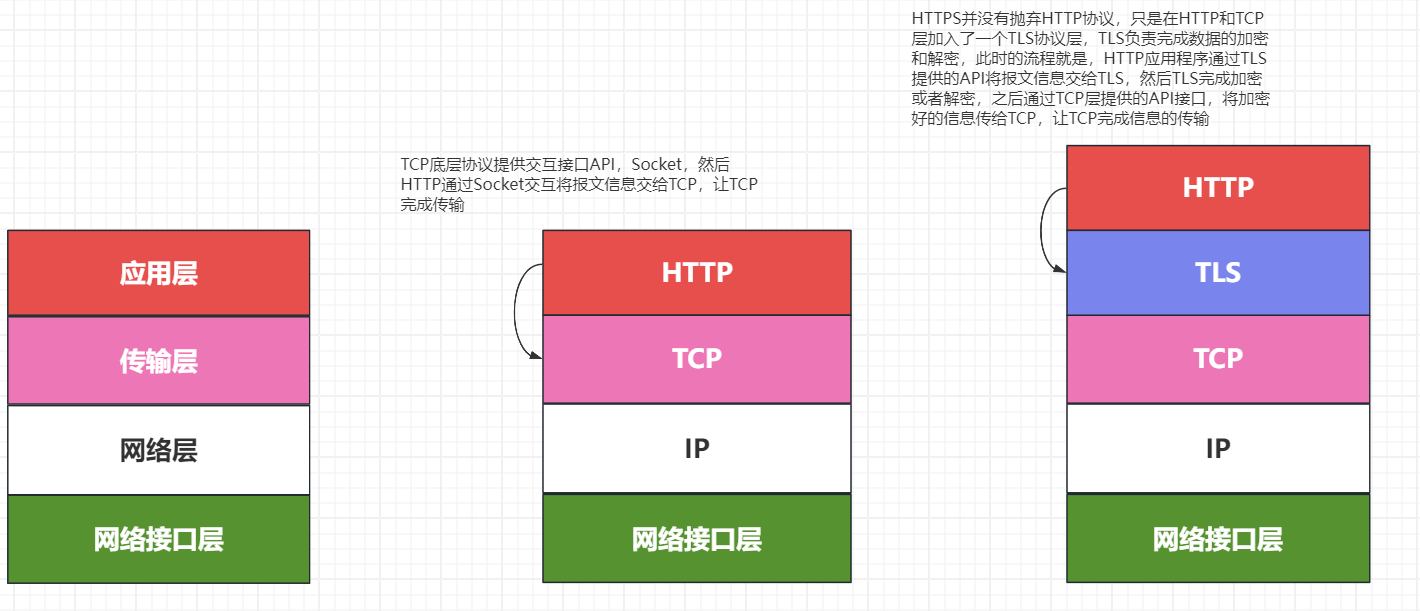 HTTPS并没有抛弃HTTP协议，只是在HTTP和TCP
层加入了一个TLS协议层，TLS负责完成数据的加密
和解密，此时的流程就是，HTTP应用程序通过TLS
提供的API将报文信息交给TLS，然后TLS完成加密
或者解密，之后通过TCP层提供的API接口，将加密
好的信息传给TCP，让TCP完成信息的传输
TCP底层协议提供交互接口API，Socket，然后
HTTP通过Socket交互将报文信息交给TCP，让TCP
完成传输
应用层
传输层
网络层
网络接口层
HTTP
TCP
IP
网络接口层
HTTP
TLS
TCP
IP
网络接口层